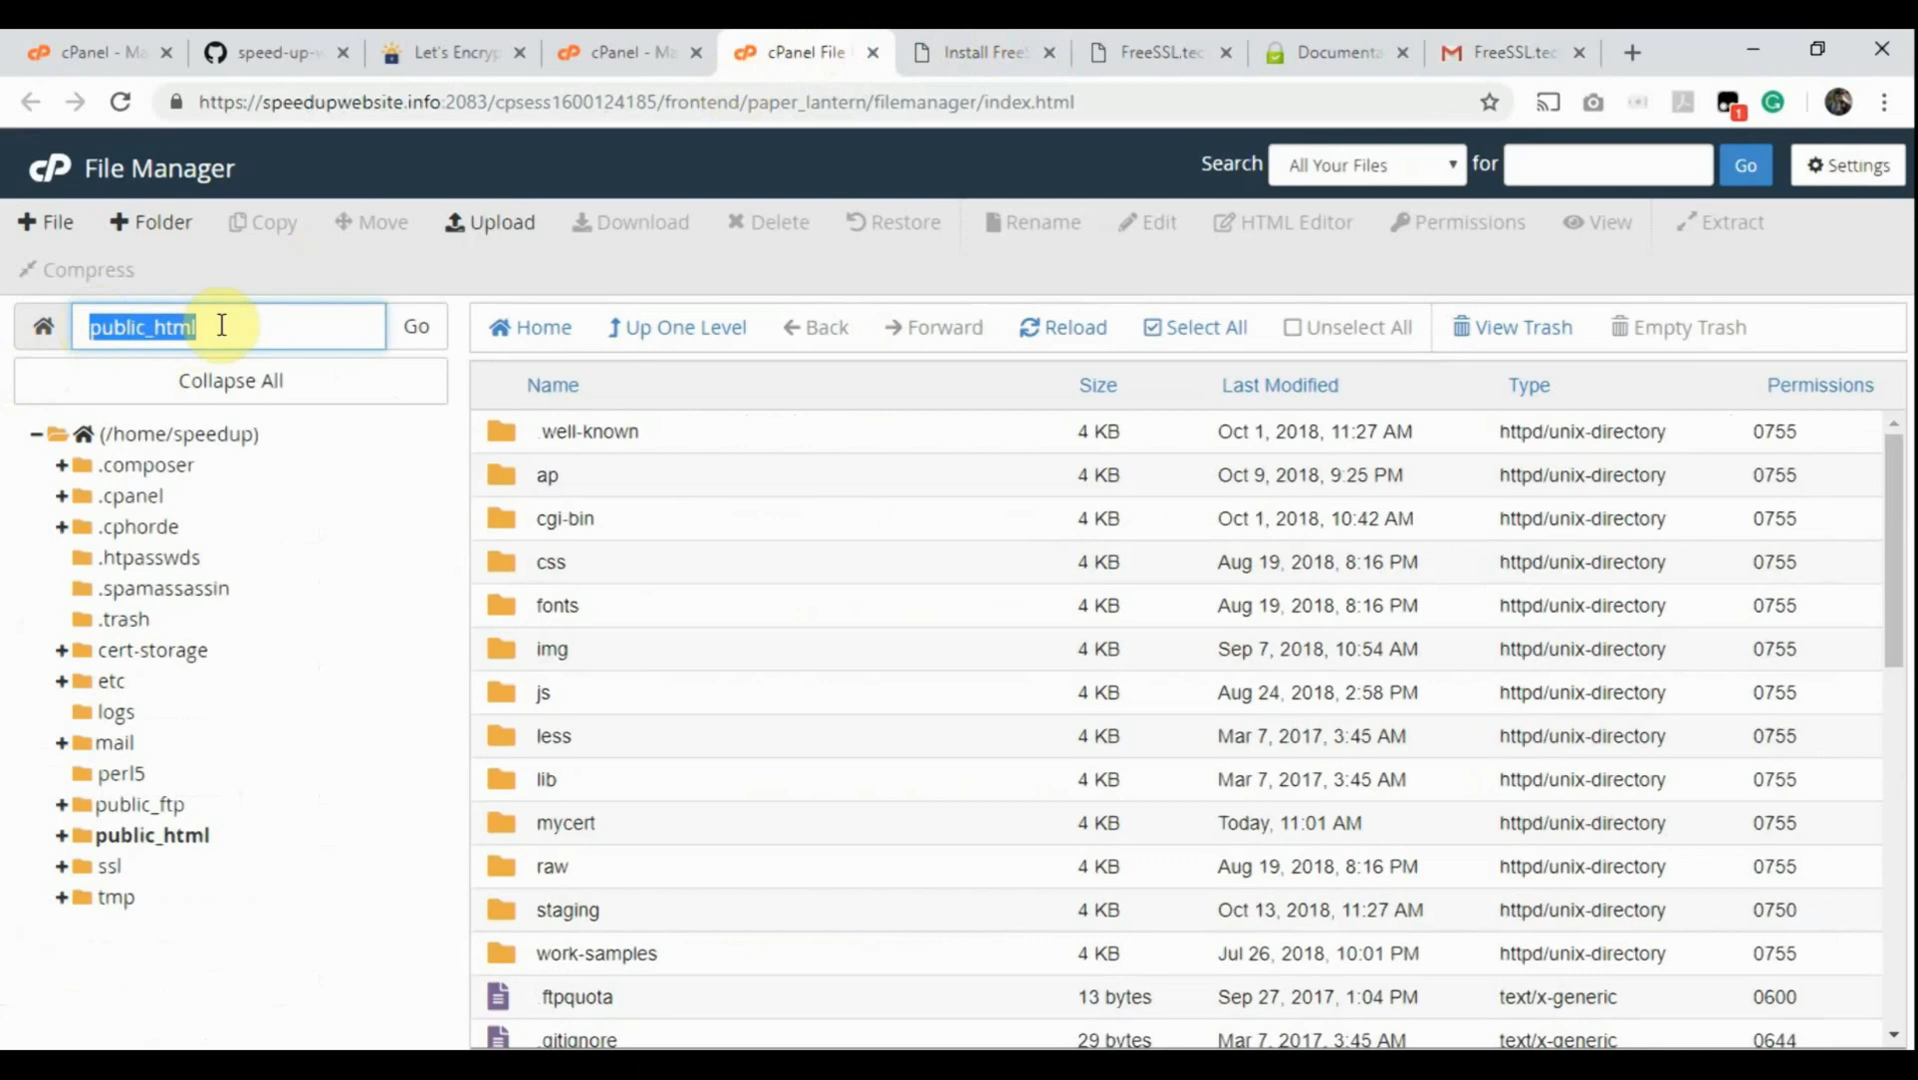 cPanel - Ma
speed-up-w
Let's Encryp
cPanel - Ma
cPanel File
Install Free
FreeSSL.tec
Documenta
FreeSSL.tec
https://speedupwebsite.info:2083/cpsess1600124185/frontend/paper_lantern/filemanager/index.html
1
cP File Manager
Search All Your Files for Go Settings
File Folder Copy Move Upload Download Delete Restore Rename Edit HTML Editor Permissions View Extract
Compress
public_html Go
Home Up One Level Back Forward Reload Select All Unselect All View Trash Empty Trash
Collapse All
(/home/speedup)
.composer
.cpanel
.cphorde
.htpasswds
.spamassassin
.trash
cert-storage
etc
logs
mail
perl5
public_ftp
public_html
ssl
tmp
Name Size Last Modified Type Permissions
.well-known 4 KB Oct 1, 2018, 11:27 AM httpd/unix-directory 0755
ap 4 KB Oct 9, 2018, 9:25 PM httpd/unix-directory 0755
cgi-bin 4 KB Oct 1, 2018, 10:42 AM httpd/unix-directory 0755
css 4 KB Aug 19, 2018, 8:16 PM httpd/unix-directory 0755
fonts 4 KB Aug 19, 2018, 8:16 PM httpd/unix-directory 0755
img 4 KB Sep 7, 2018, 10:54 AM httpd/unix-directory 0755
js 4 KB Aug 24, 2018, 2:58 PM httpd/unix-directory 0755
less 4 KB Mar 7, 2017, 3:45 AM httpd/unix-directory 0755
lib 4 KB Mar 7, 2017, 3:45 AM httpd/unix-directory 0755
mycert 4 KB Today, 11:01 AM httpd/unix-directory 0755
raw 4 KB Aug 19, 2018, 8:16 PM httpd/unix-directory 0755
staging 4 KB Oct 13, 2018, 11:27 AM httpd/unix-directory 0750
work-samples 4 KB Jul 26, 2018, 10:01 PM httpd/unix-directory 0755
.ftpquota 13 bytes Sep 27, 2017, 1:04 PM text/x-generic 0600
.gitignore 29 bytes Mar 7, 2017, 3:45 AM text/x-generic 0644